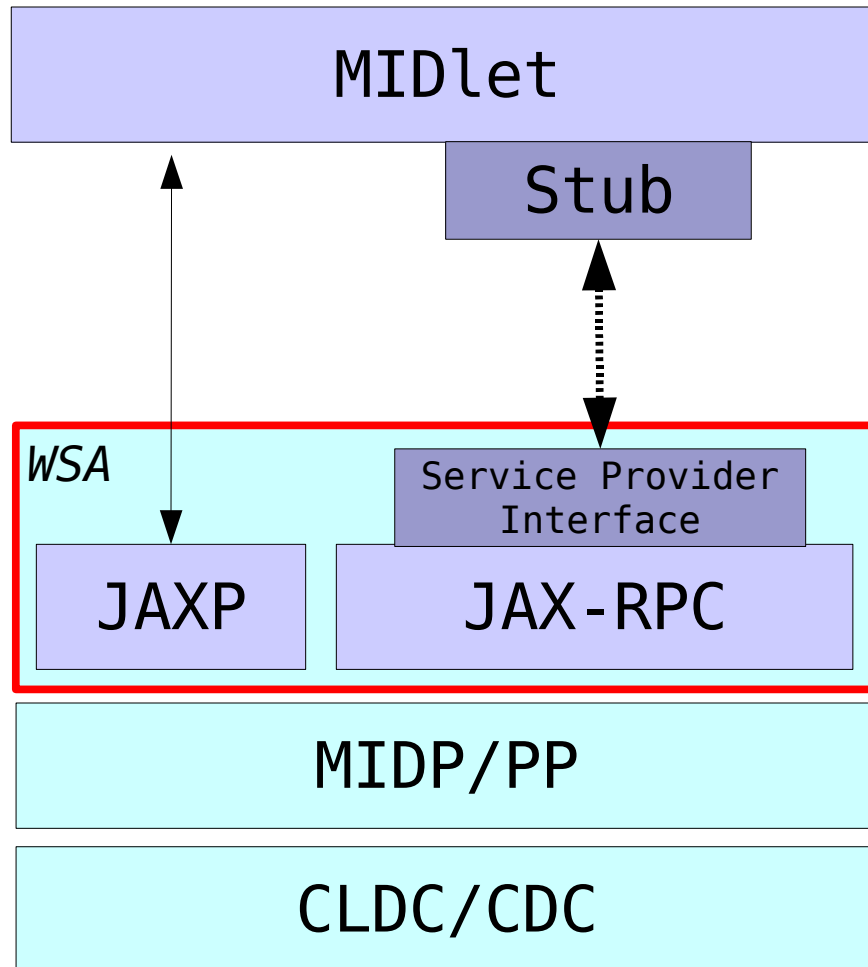 MIDlet
Stub
WSA
Service Provider
Interface
JAXP
JAX-RPC
MIDP/PP
CLDC/CDC